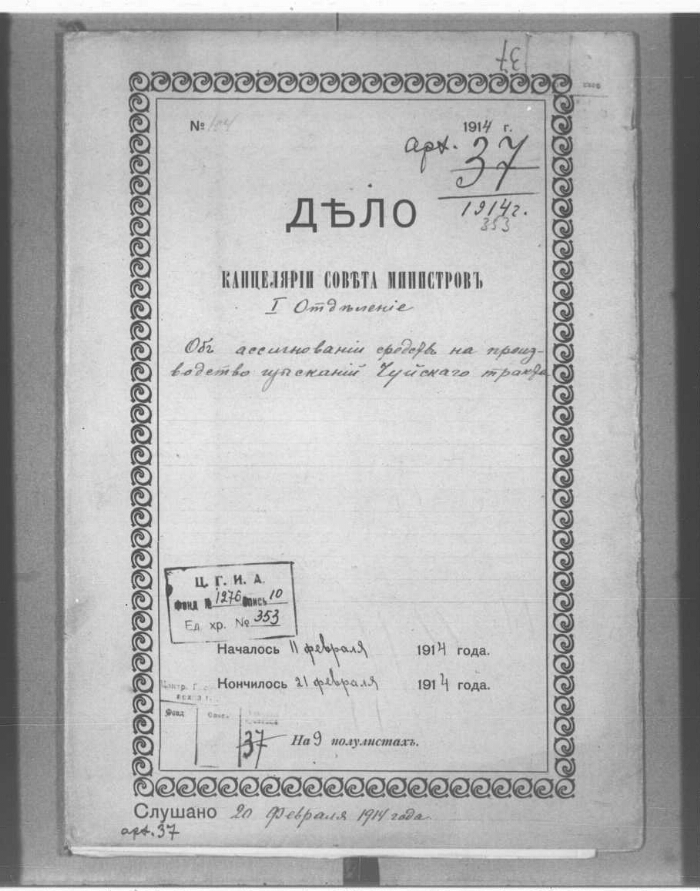 37
№ 104
1914 г.
арх. 37
1914 г.
353
ДѢЛО
КАНЦЕЛЯРІИ СОВѢТА МИНИСТРОВЪ
I Отдѣленіе
Объ ассигнованіи средствъ на произ-
водство изысканій Чуйскаго тракта
Ц. Г. И. А.
Фонд № 1276 Опись 10
Ед. хр. № 353
Началось 11 февраля 1914 года.
Кончилось 21 февраля 1914 года.
Фонд
37
На 9 полулистахъ.
Слушано 20 февраля 1914 года
арх. 37